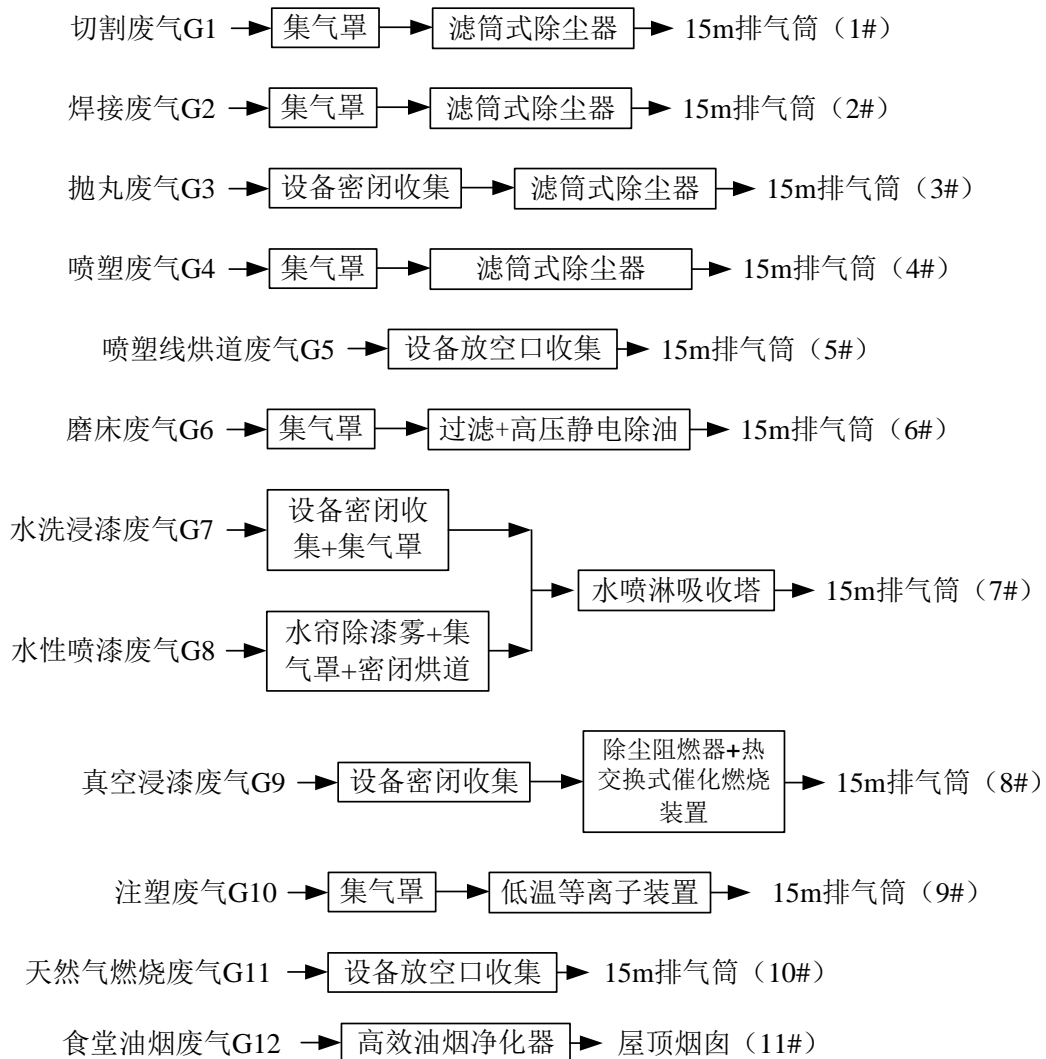 切割废气G1 集气罩 滤筒式除尘器 15m排气筒（1#）
焊接废气G2 集气罩 滤筒式除尘器 15m排气筒（2#）
抛丸废气G3 设备密闭收集 滤筒式除尘器 15m排气筒（3#）
喷塑废气G4 集气罩 滤筒式除尘器 15m排气筒（4#）
喷塑线烘道废气G5 设备放空口收集 15m排气筒（5#）
磨床废气G6 集气罩 过滤+高压静电除油 15m排气筒（6#）
水洗浸漆废气G7
设备密闭收
集+集气罩
水性喷漆废气G8
水帘除漆雾+集
气罩+密闭烘道
水喷淋吸收塔 15m排气筒（7#）
真空浸漆废气G9 设备密闭收集
除尘阻燃器+热
交换式催化燃烧
装置
15m排气筒（8#）
注塑废气G10 集气罩 低温等离子装置 15m排气筒（9#）
天然气燃烧废气G11 设备放空口收集 15m排气筒（10#）
食堂油烟废气G12 高效油烟净化器 屋顶烟囱（11#）